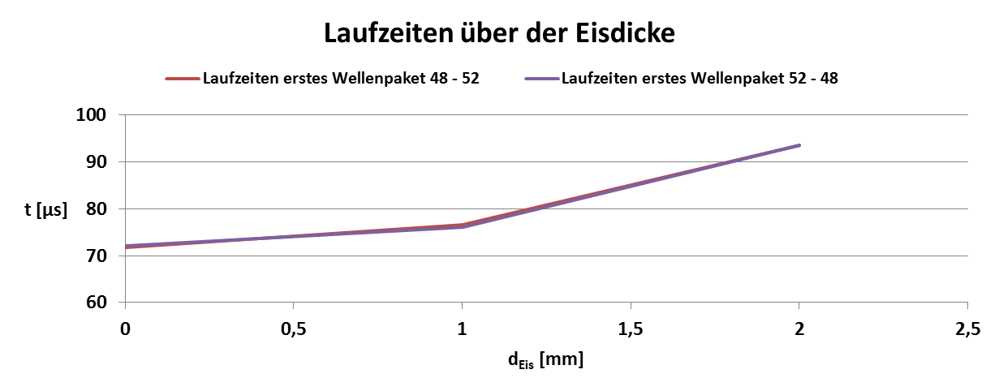 Laufzeiten über der Eisdicke
Laufzeiten erstes Wellenpaket 48 - 52 Laufzeiten erstes Wellenpaket 52 - 48
100
90
t [µs] 80
70
60
0 0,5 1 1,5 2 2,5
dEis [mm]